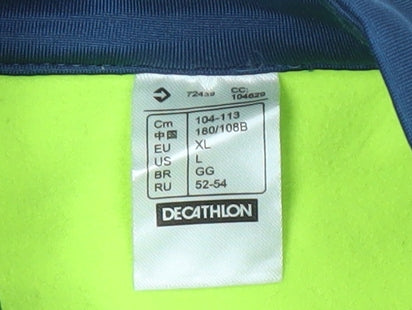 72439 CC: 104629
Cm 104-113
中国 180/108B
EU XL
US L
BR GG
RU 52-54
DECATHLON